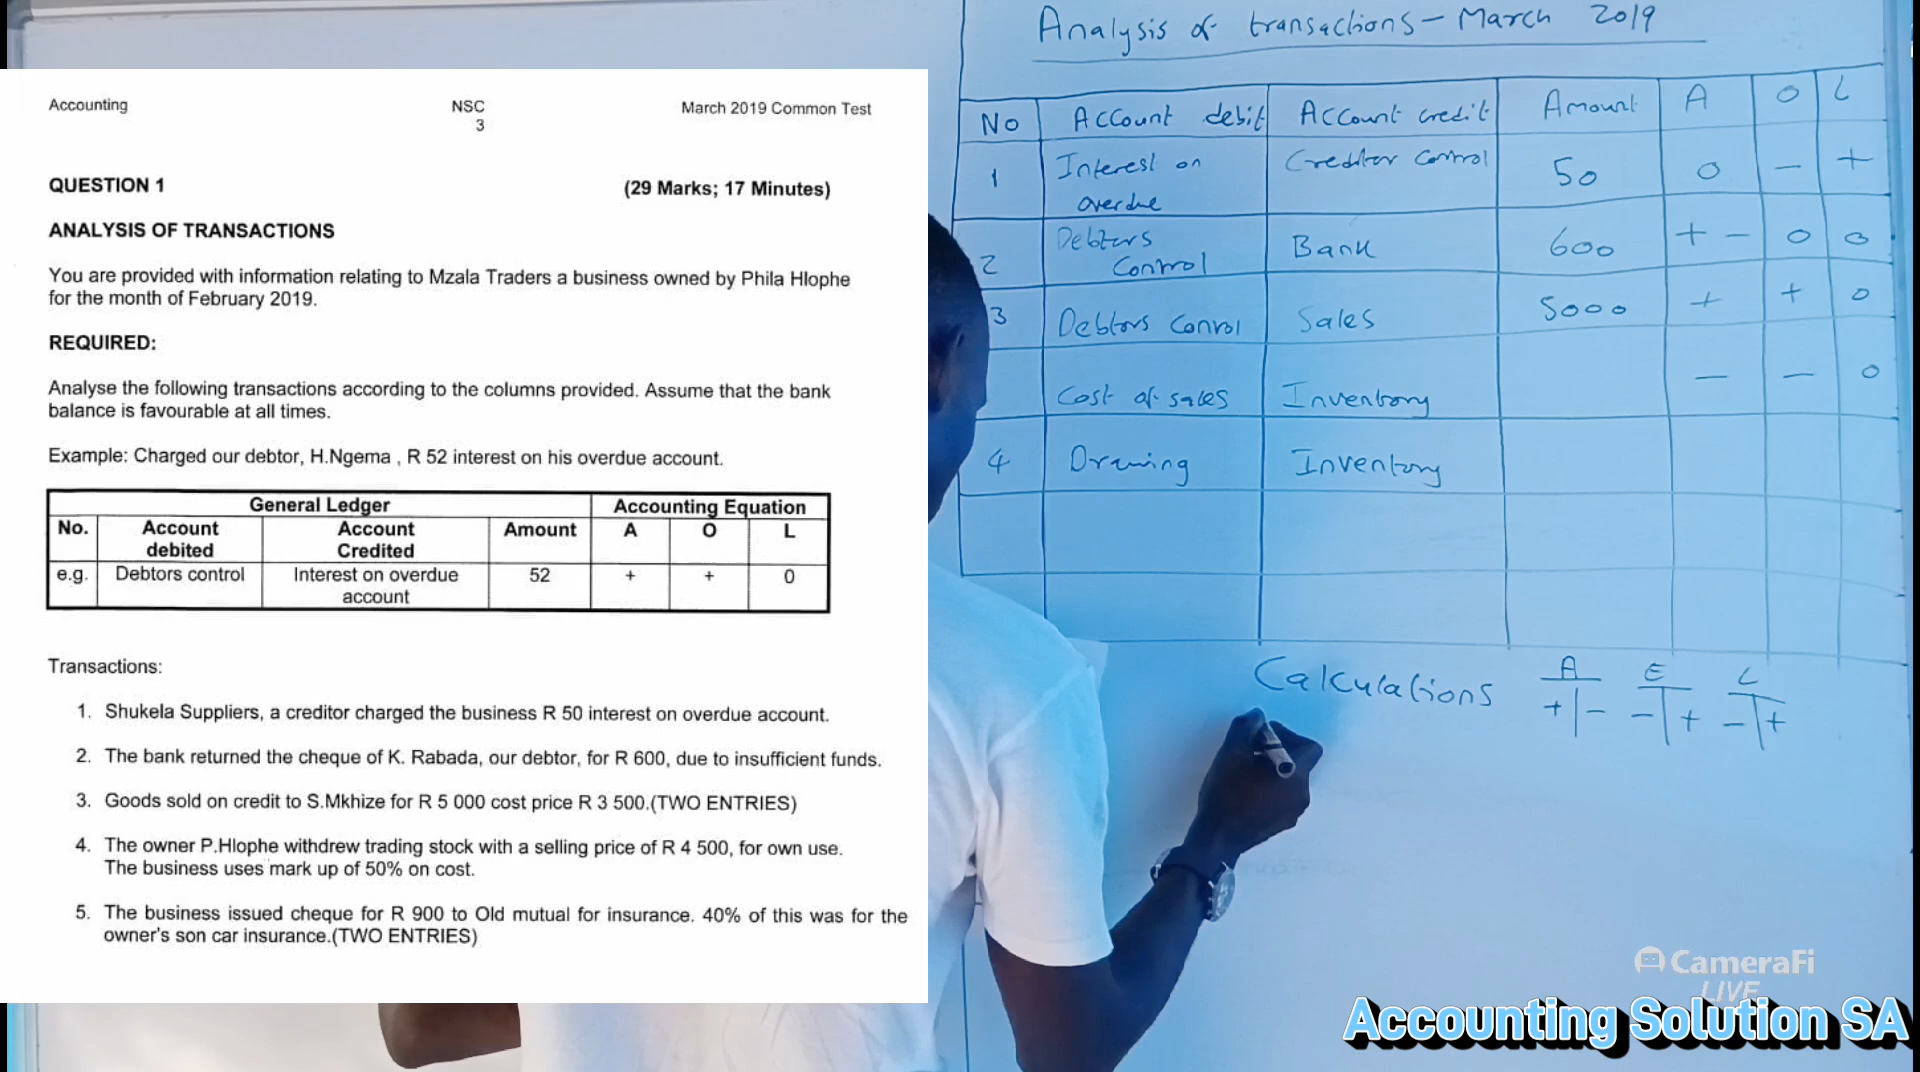 Accounting NSC March 2019 Common Test
3
QUESTION 1 (29 Marks; 17 Minutes)
ANALYSIS OF TRANSACTIONS
You are provided with information relating to Mzala Traders a business owned by Phila Hlophe
for the month of February 2019.
REQUIRED:
Analyse the following transactions according to the columns provided. Assume that the bank
balance is favourable at all times.
Example: Charged our debtor, H.Ngema , R 52 interest on his overdue account.
General Ledger Accounting Equation
No. Account debited Account Credited Amount A O L
e.g. Debtors control Interest on overdue account 52 + + 0
Transactions:
1. Shukela Suppliers, a creditor charged the business R 50 interest on overdue account.
2. The bank returned the cheque of K. Rabada, our debtor, for R 600, due to insufficient funds.
3. Goods sold on credit to S.Mkhize for R 5 000 cost price R 3 500.(TWO ENTRIES)
4. The owner P.Hlophe withdrew trading stock with a selling price of R 4 500, for own use.
The business uses mark up of 50% on cost.
5. The business issued cheque for R 900 to Old mutual for insurance. 40% of this was for the
owner's son car insurance.(TWO ENTRIES)
Analysis of transactions - March 2019
No Account debit Account credit Amount A O L
1 Interest on overdue Creditor control 50 0 - +
2 Debtors Control Bank 600 + - 0 0
3 Debtors Conrol Sales 5000 + + 0
Cost of sales Inventory - - 0
4 Drawing Inventory
Calculations A E L
+ - - + - +
CameraFi
LIVE
Accounting Solution SA